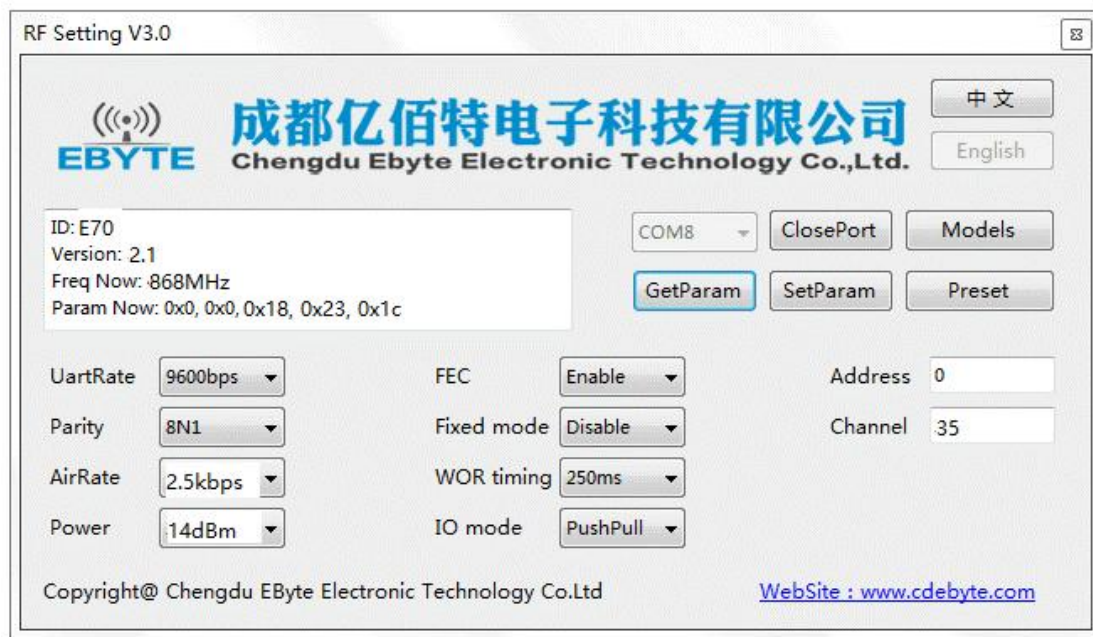 RF Setting V3.0
EBYTE
成都亿佰特电子科技有限公司
Chengdu Ebyte Electronic Technology Co.,Ltd.
中文
English
ID: E70
Version: 2.1
Freq Now: 868MHz
Param Now: 0x0, 0x0, 0x18, 0x23, 0x1c
COM8 ClosePort Models
GetParam SetParam Preset
UartRate 9600bps FEC Enable Address 0
Parity 8N1 Fixed mode Disable Channel 35
AirRate 2.5kbps WOR timing 250ms
Power 14dBm IO mode PushPull
Copyright@ Chengdu EByte Electronic Technology Co.Ltd WebSite : www.cdebyte.com